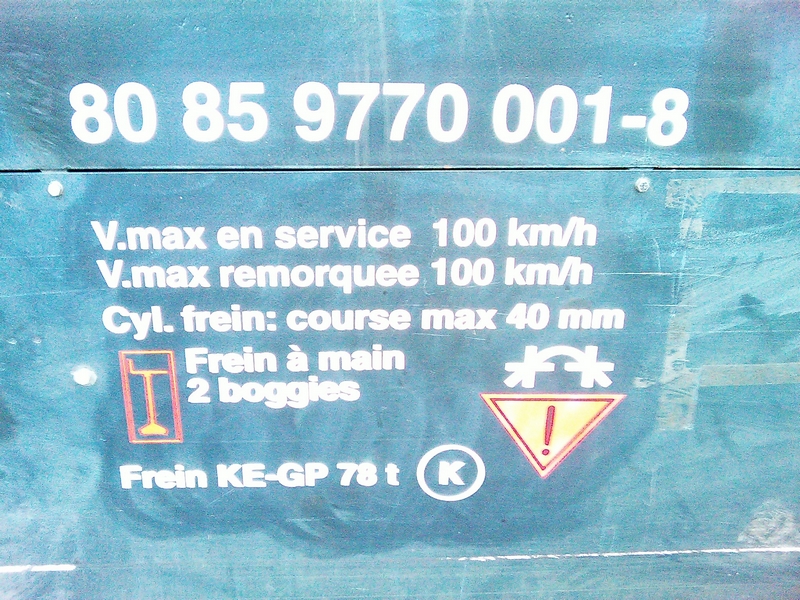 80 85 9770 001-8
V.max en service 100 km/h
V.max remorquee 100 km/h
Cyl. frein: course max 40 mm
Frein à main
2 boggies
!
Frein KE-GP 78 t K